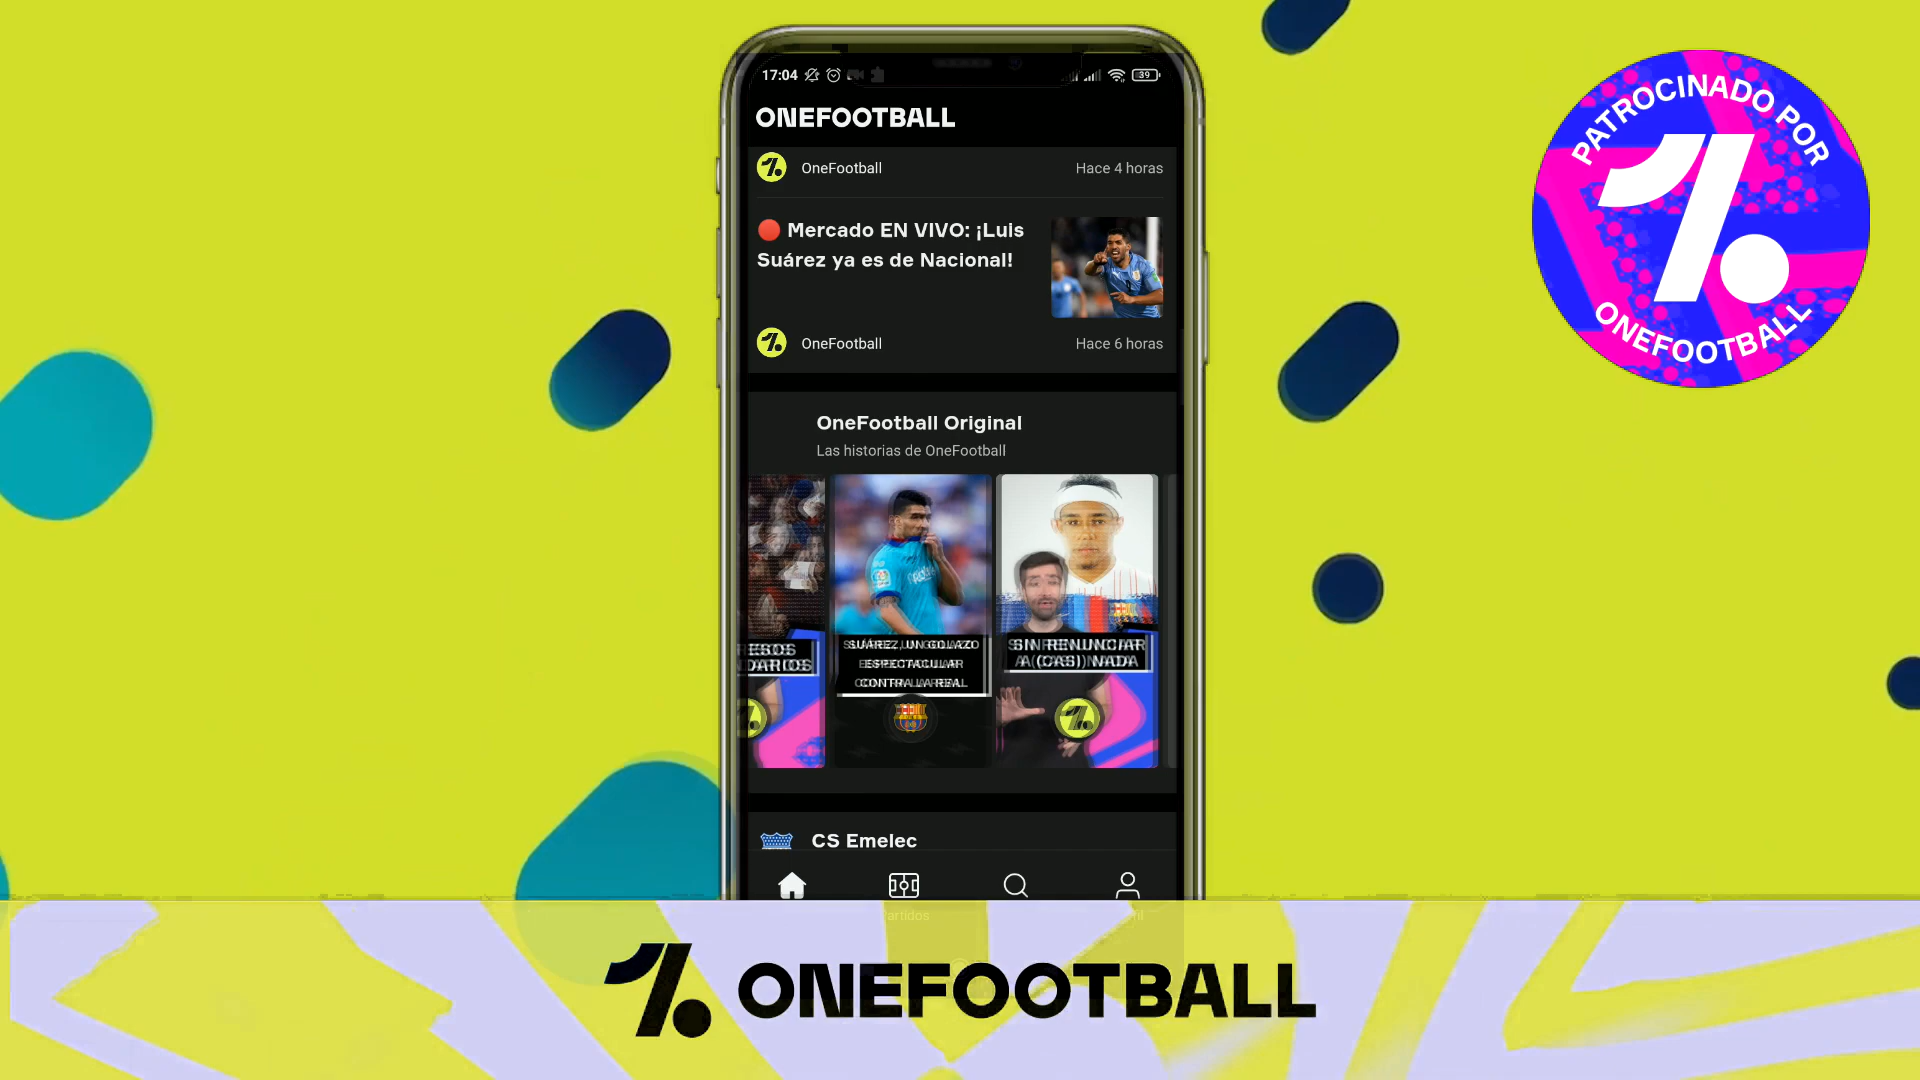 17:04
39
ONEFOOTBALL
OneFootball
Hace 4 horas
Mercado EN VIVO: ¡Luis
Suárez ya es de Nacional!
OneFootball
Hace 6 horas
OneFootball Original
Las historias de OneFootball
SUÁREZ, UN GOLAZO
ESPECTACULAR
CONTRA LA REAL
SIN RENUNCIAR
A (CASI) NADA
CS Emelec
PATROCINADO POR
ONEFOOTBALL
ONEFOOTBALL